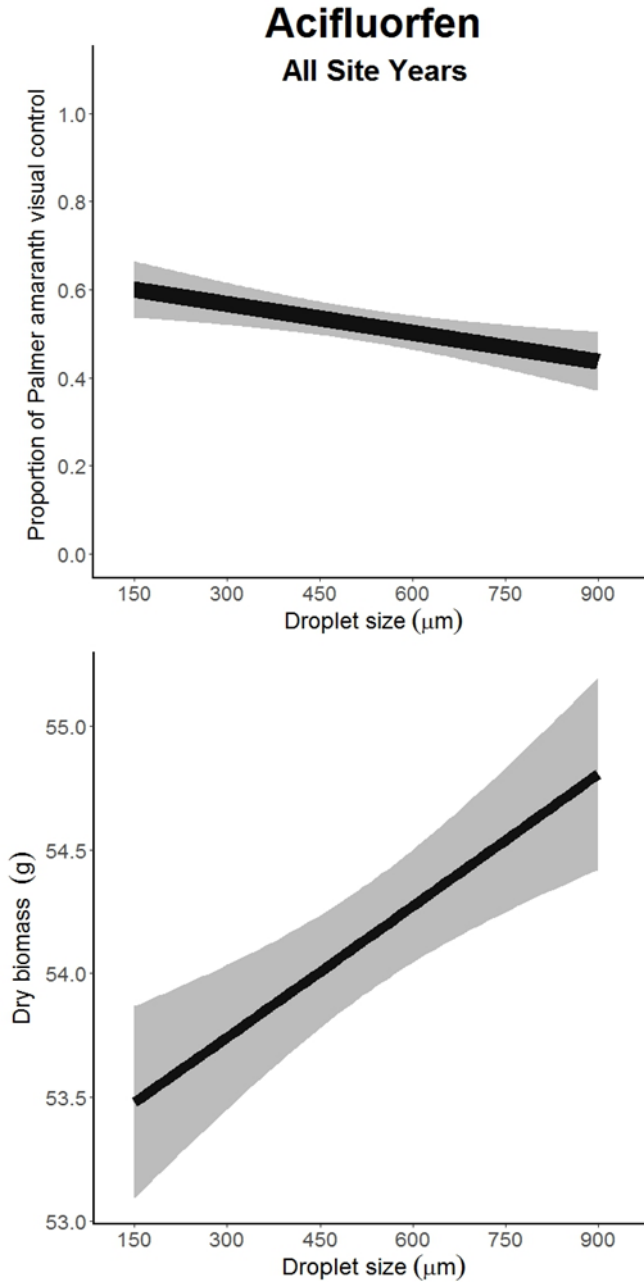 Acifluorfen
All Site Years
Proportion of Palmer amaranth visual control
1.0
0.8
0.6
0.4
0.2
0.0
150 300 450 600 750 900
Droplet size (μm)
Dry biomass (g)
55.0
54.5
54.0
53.5
53.0
150 300 450 600 750 900
Droplet size (μm)